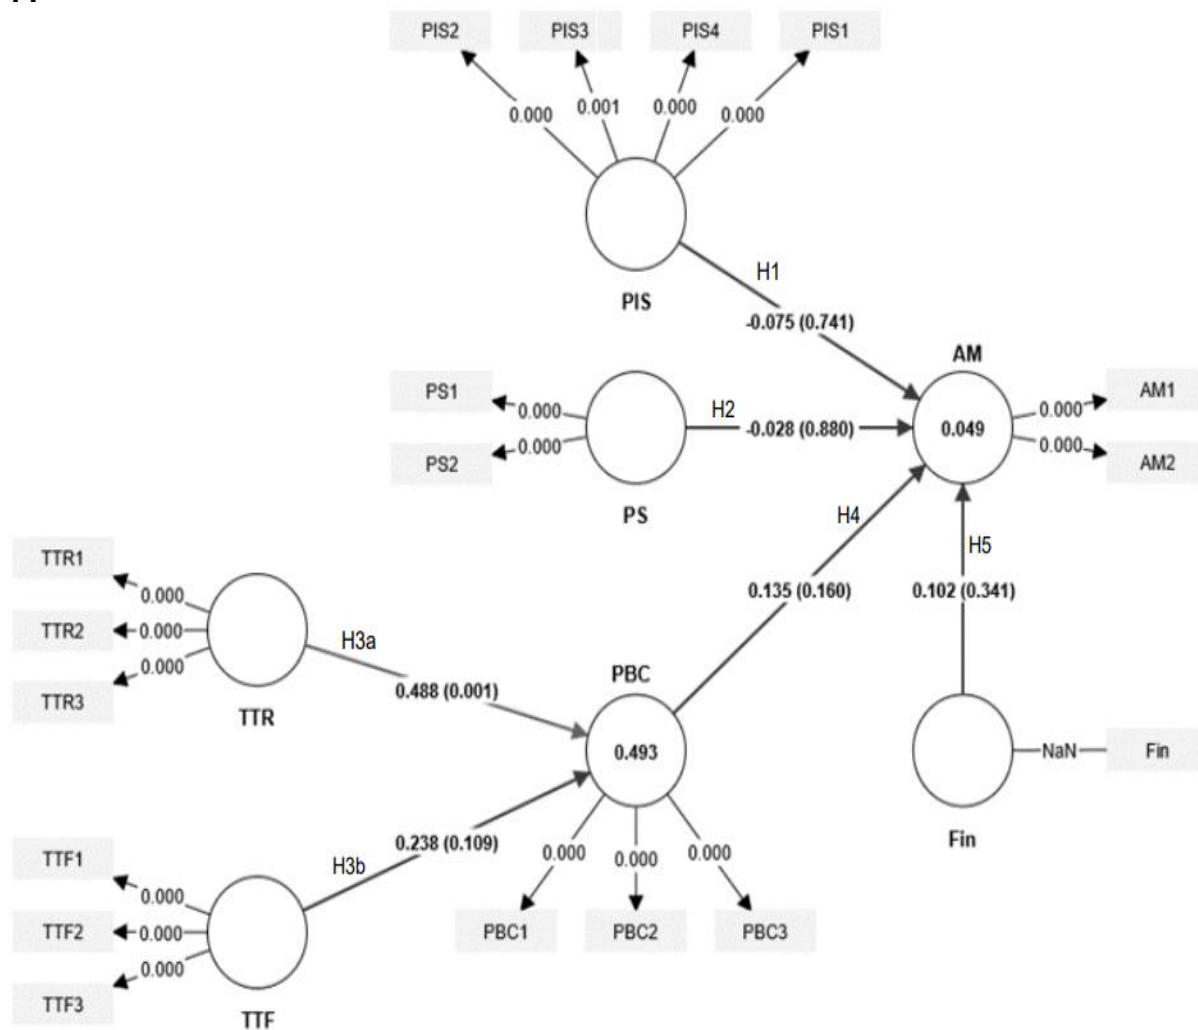 PIS2 PIS3 PIS4 PIS1
0.000 0.001 0.000 0.000
PIS
H1
-0.075 (0.741)
AM
PS1
PS2
0.000
0.000
PS
H2
-0.028 (0.880)
0.049
0.000
0.000
AM1
AM2
H4
0.135 (0.160)
H5
0.102 (0.341)
TTR1
TTR2
TTR3
0.000
0.000
0.000
TTR
H3a
0.488 (0.001)
PBC
0.493
NaN
Fin
Fin
H3b
0.238 (0.109)
0.000 0.000 0.000
PBC1 PBC2 PBC3
TTF1
TTF2
TTF3
0.000
0.000
0.000
TTF